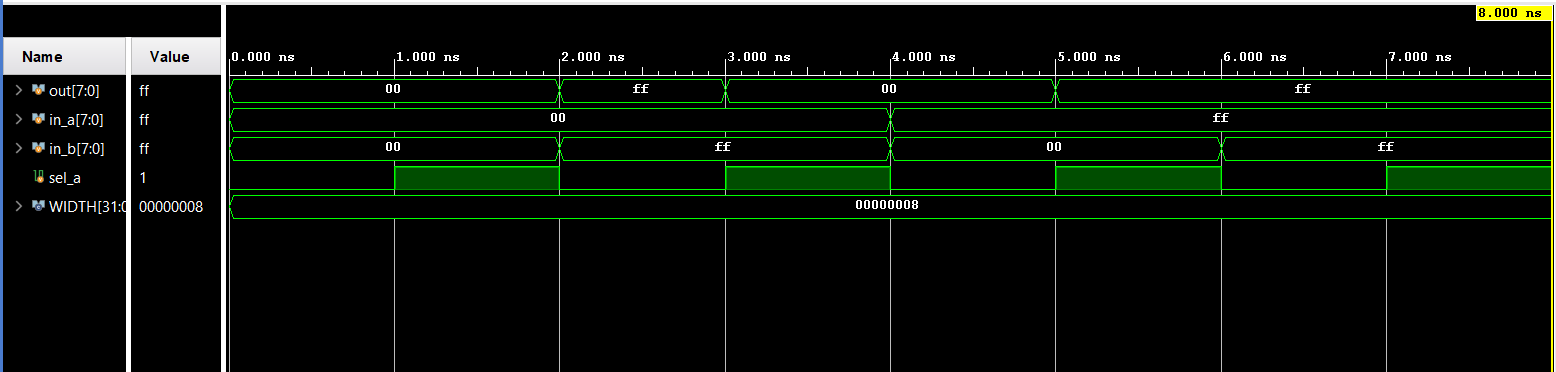 8.000 ns
Name Value 0.000 ns 1.000 ns 2.000 ns 3.000 ns 4.000 ns 5.000 ns 6.000 ns 7.000 ns
out[7:0] ff 00 ff 00 ff
in_a[7:0] ff 00 ff
in_b[7:0] ff 00 ff 00 ff
sel_a 1
WIDTH[31:0 00000008 00000008